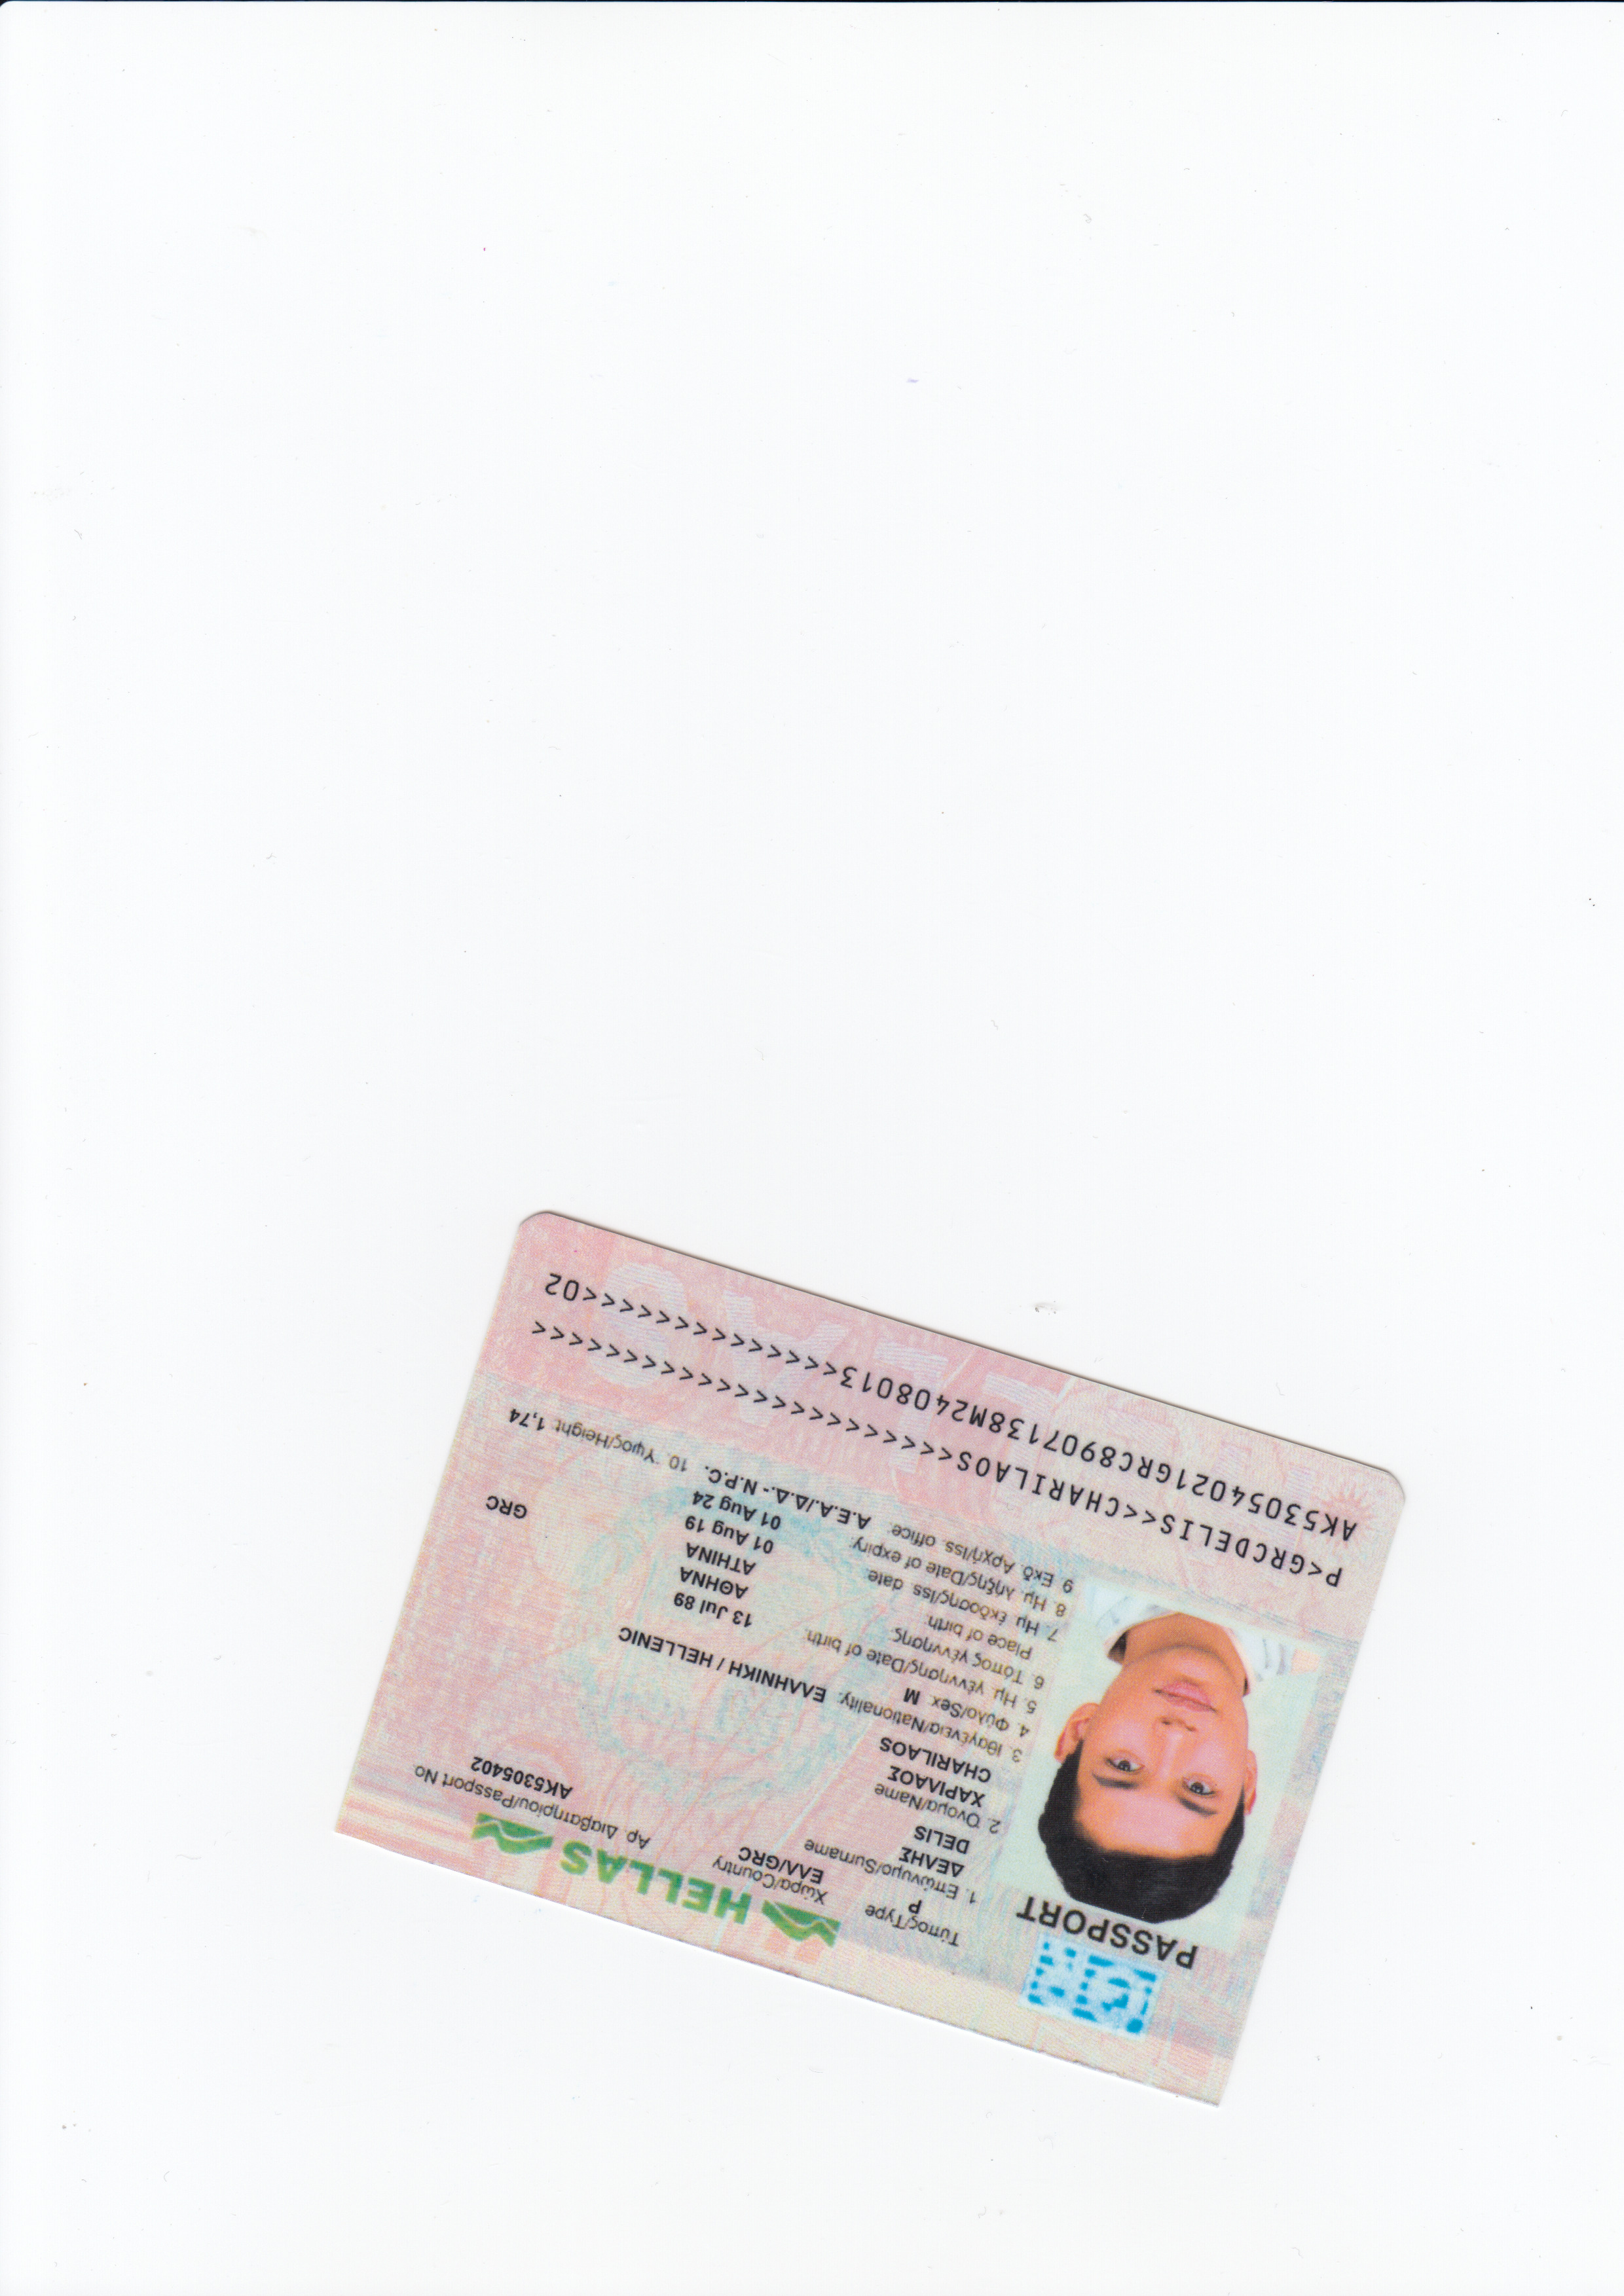 PASSPORT
HELLAS
Τύπος/Type
P
Χώρα/Country
ΕΛΛ/GRC
Αρ. Διαβατηρίου/Passport No.
AK5305402
1. Επώνυμο/Surname
ΔΕΛΗΣ
DELIS
2. Όνομα/Name
ΧΑΡΙΛΑΟΣ
CHARILAOS
3. Ιθαγένεια/Nationality. ΕΛΛΗΝΙΚΗ / HELLENIC
4. Φύλο/Sex. M
5. Ημ. γέννησης/Date of birth. 13 Jul 89
6. Τόπος γέννησης ΑΘΗΝΑ
Place of birth. ATHINA
7. Ημ έκδοσης/Iss. date. 01 Aug 19
8. Ημ. λήξης/Date of expiry. 01 Aug 24
9 Εκδ. Αρχή/Iss. office. Α.Ε.Α./Δ.Δ.- N.P.C. 10. Ύψος/Height 1,74
GRC
P<GRCDELIS<<CHARILAOS<<<<<<<<<<<<<<<<<<<<<<<
AK53054021GRC8907138M2408013<<<<<<<<<<<<<<02